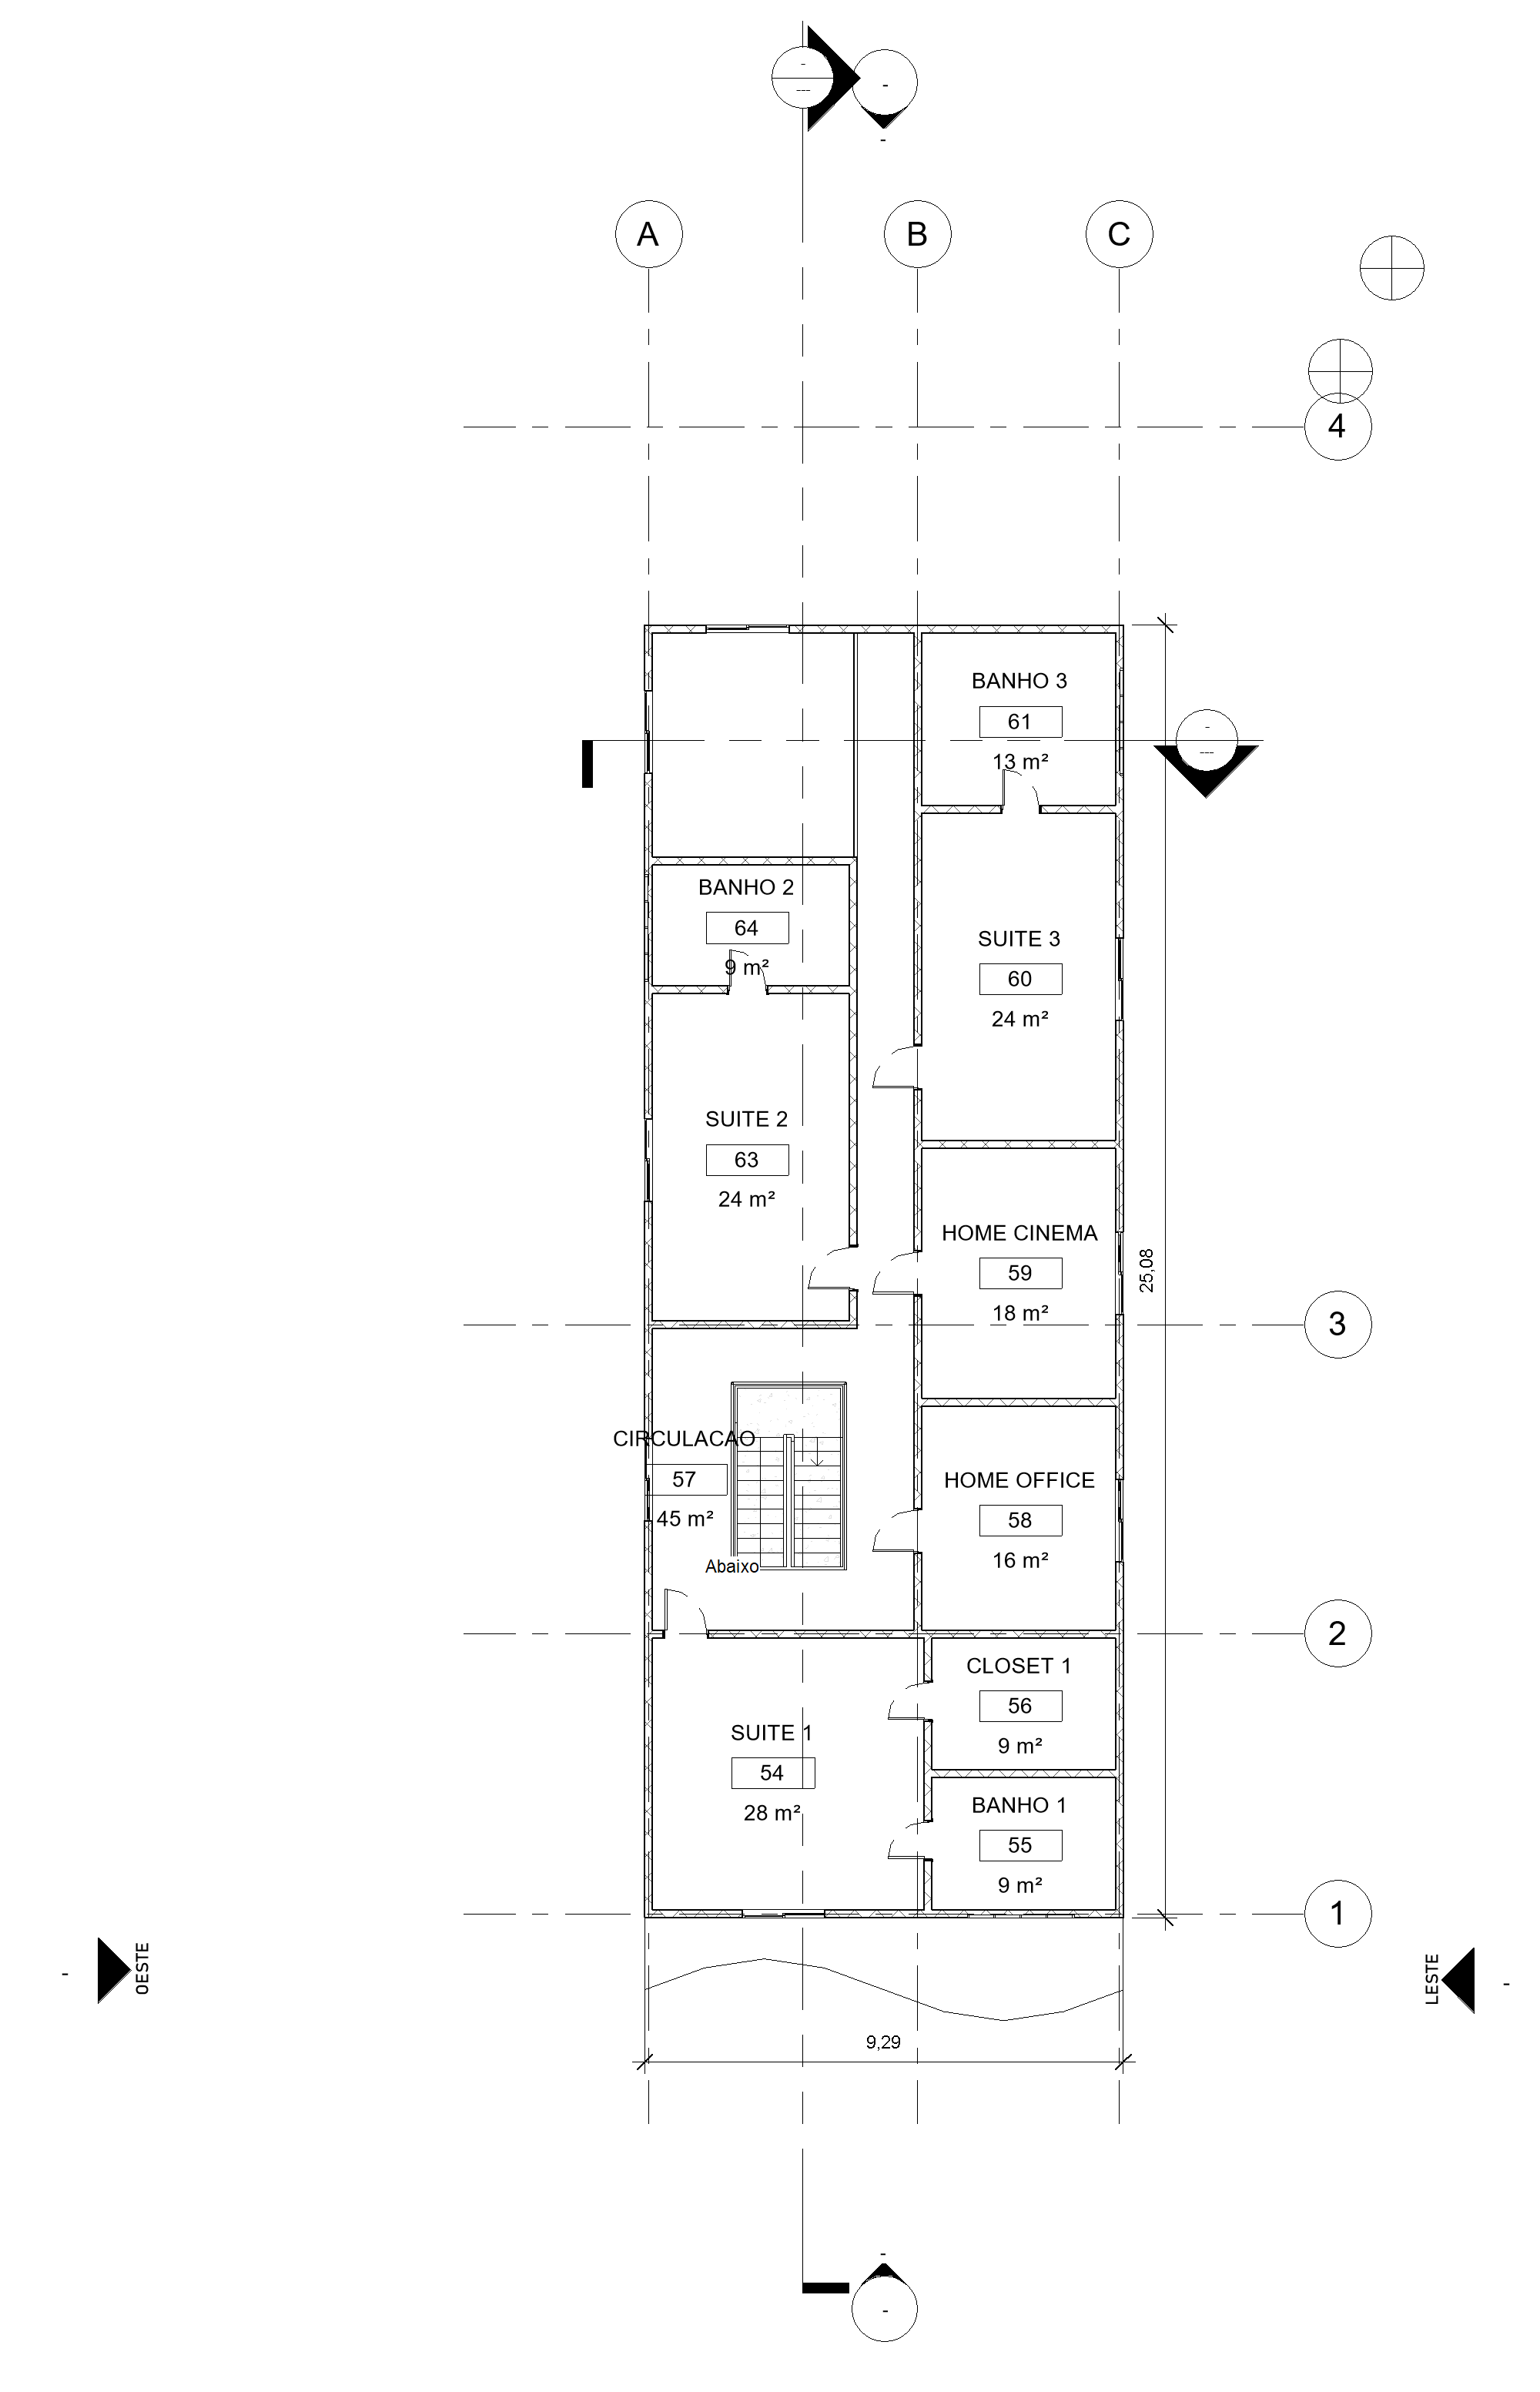 -
---
-
-
A
B
C
4
BANHO 3
61
13 m²
-
---
BANHO 2
64
9 m²
SUITE 3
60
24 m²
SUITE 2
63
24 m²
HOME CINEMA
59
18 m²
25,08
3
CIRCULACAO
57
45 m²
Abaixo
HOME OFFICE
58
16 m²
2
CLOSET 1
56
9 m²
SUITE 1
54
28 m²
BANHO 1
55
9 m²
1
-
OESTE
LESTE
-
9,29
-
-